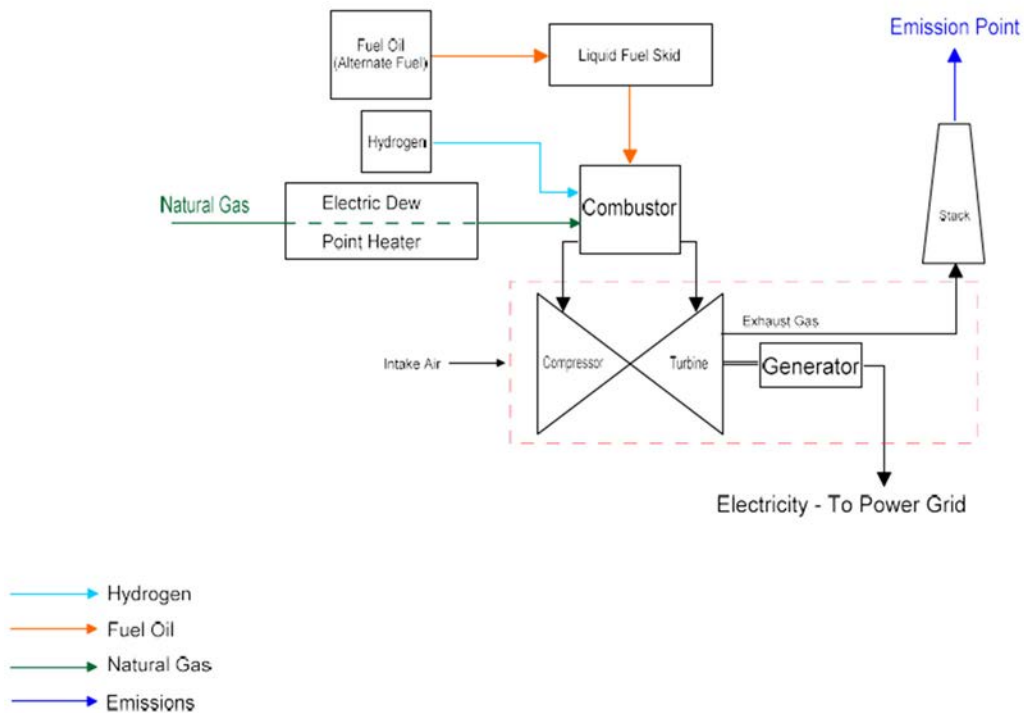 Emission Point
Fuel Oil
(Alternate Fuel)
Liquid Fuel Skid
Hydrogen
Natural Gas
Electric Dew
Point Heater
Combustor
Stack
Exhaust Gas
Intake Air
Compressor
Turbine
Generator
Electricity - To Power Grid
Hydrogen
Fuel Oil
Natural Gas
Emissions